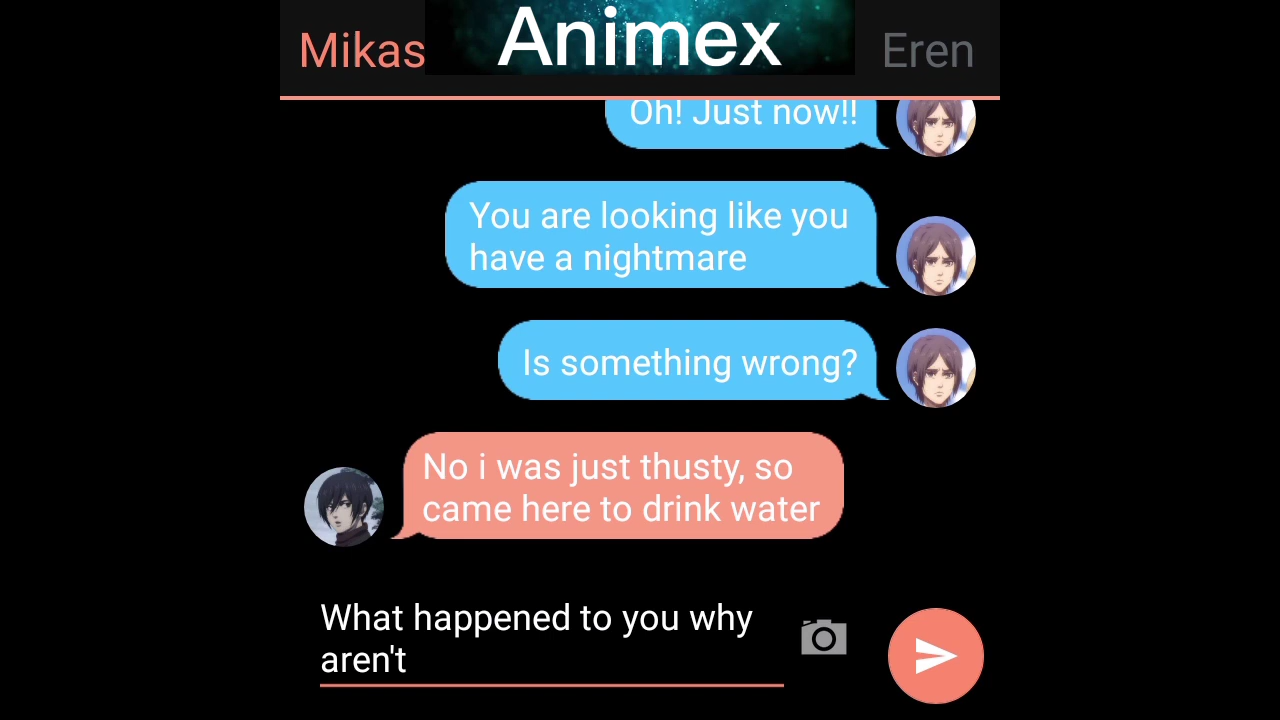 Mikas
Animex
Eren
Oh! Just now!!
You are looking like you
have a nightmare
Is something wrong?
No i was just thusty, so
came here to drink water
What happened to you why
aren't